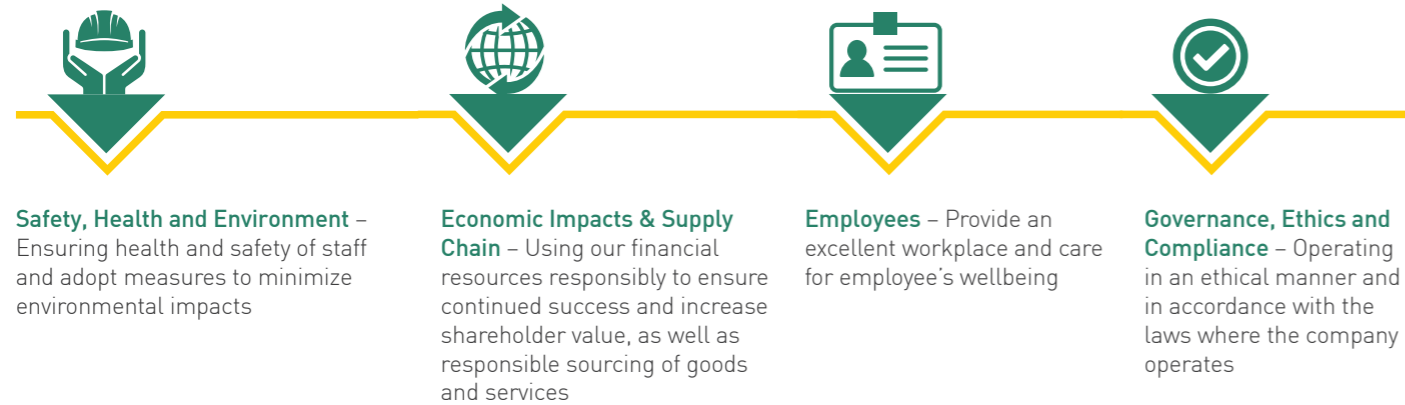 Safety, Health and Environment –
Ensuring health and safety of staff
and adopt measures to minimize
environmental impacts
Economic Impacts & Supply
Chain – Using our financial
resources responsibly to ensure
continued success and increase
shareholder value, as well as
responsible sourcing of goods
and services
Employees – Provide an
excellent workplace and care
for employee’s wellbeing
Governance, Ethics and
Compliance – Operating
in an ethical manner and
in accordance with the
laws where the company
operates